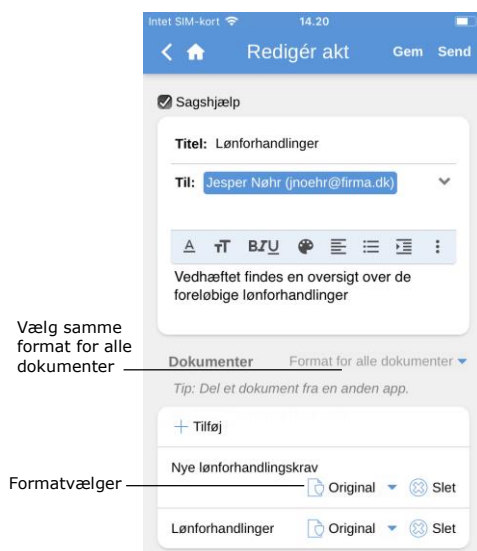 Intet SIM-kort 14.20
Redigér akt Gem Send
Sagshjælp
Titel: Lønforhandlinger
Til: Jesper Nøhr (jnoehr@firma.dk)
A TT BIU
Vedhæftet findes en oversigt over de
foreløbige lønforhandlinger
Vælg samme
format for alle
dokumenter
Dokumenter Format for alle dokumenter
Tip: Del et dokument fra en anden app.
+ Tilføj
Nye lønforhandlingskrav
Formatvælger
Original Slet
Lønforhandlinger Original Slet